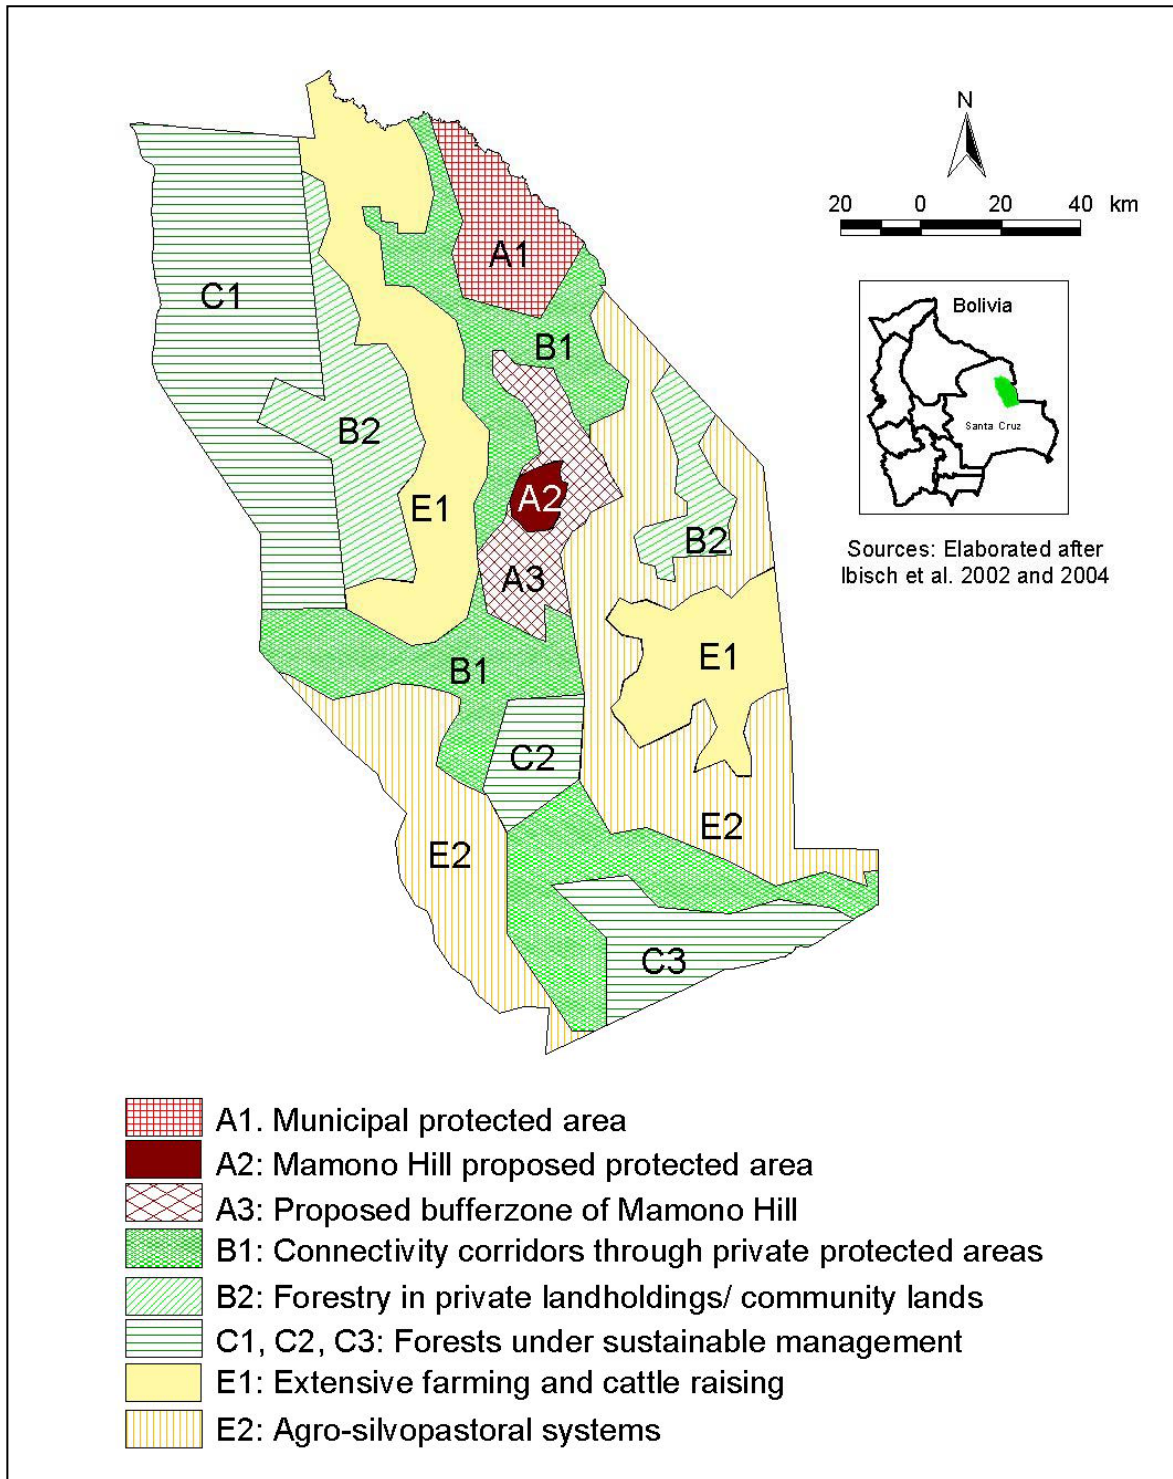 N
20 0 20 40 km
A1
C1
Bolivia
B1
Santa Cruz
B2
A2
E1
B2
Sources: Elaborated after
Ibisch et al. 2002 and 2004
A3
E1
B1
C2
E2
E2
C3
A1. Municipal protected area
A2: Mamono Hill proposed protected area
A3: Proposed bufferzone of Mamono Hill
B1: Connectivity corridors through private protected areas
B2: Forestry in private landholdings/ community lands
C1, C2, C3: Forests under sustainable management
E1: Extensive farming and cattle raising
E2: Agro-silvopastoral systems